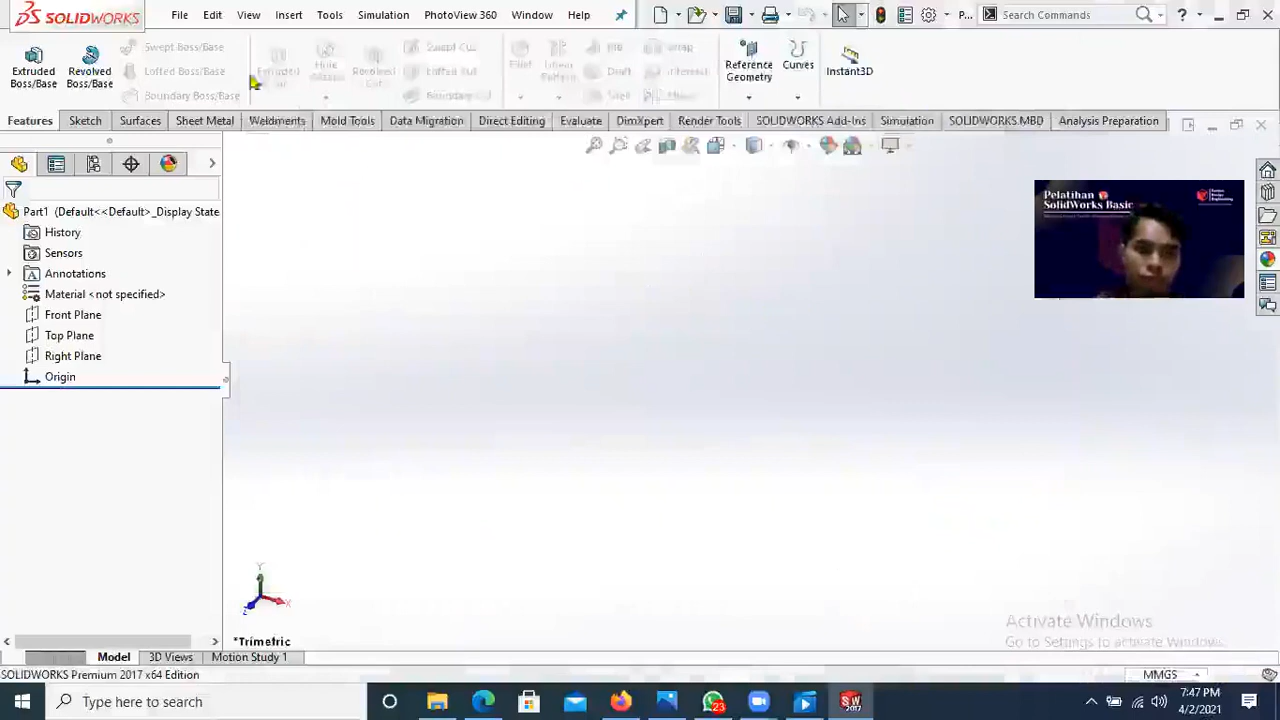 SOLIDWORKS File Edit View Insert Tools Simulation PhotoView 360 Window Help P... Search Commands
Extruded Boss/Base
Revolved Boss/Base
Swept Boss/Base
Lofted Boss/Base
Boundary Boss/Base
Reference Geometry
Curves
Instant3D
Features Sketch Surfaces Sheet Metal Weldments Mold Tools Data Migration Direct Editing Evaluate DimXpert Render Tools SOLIDWORKS Add-Ins Simulation SOLIDWORKS MBD Analysis Preparation
Part1 (Default<<Default>_Display State
History
Sensors
Annotations
Material <not specified>
Front Plane
Top Plane
Right Plane
Origin
Pelatihan
SolidWorks Basic
Y
X
Z
*Trimetric
Activate Windows
Go to Settings to activate Windows.
Model 3D Views Motion Study 1
SOLIDWORKS Premium 2017 x64 Edition
MMGS
Type here to search
23
7:47 PM
4/2/2021